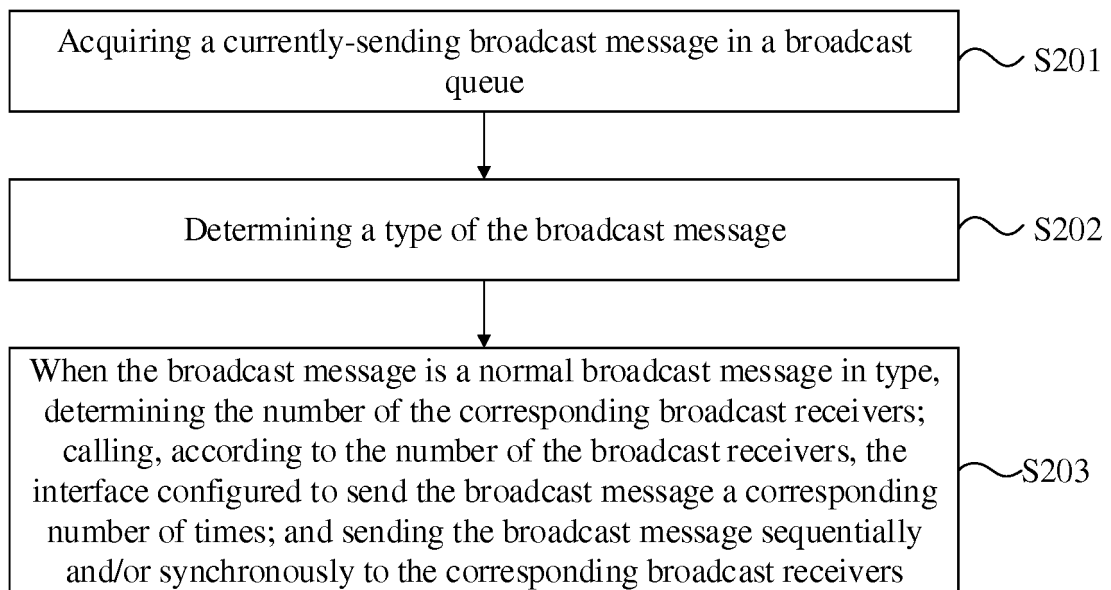 Acquiring a currently-sending broadcast message in a broadcast
queue
S201
Determining a type of the broadcast message
S202
When the broadcast message is a normal broadcast message in type,
determining the number of the corresponding broadcast receivers;
calling, according to the number of the broadcast receivers, the
interface configured to send the broadcast message a corresponding
number of times; and sending the broadcast message sequentially
and/or synchronously to the corresponding broadcast receivers
S203